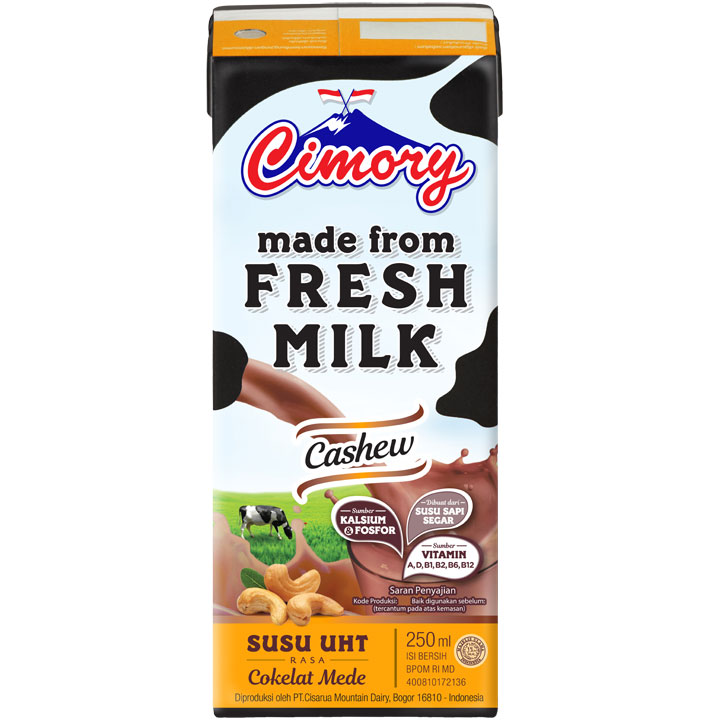 Cimory
made from
FRESH
MILK
Cashew
Sumber
KALSIUM
& FOSFOR
Dibuat dari
SUSU SAPI
SEGAR
Sumber
VITAMIN
A, D, B1, B2, B6, B12
Saran Penyajian
Kode Produksi: Baik digunakan sebelum:
(tercantum pada atas kemasan)
SUSU UHT
RASA
Cokelat Mede
250 ml
ISI BERSIH
BPOM RI MD
400810172136
Diproduksi oleh PT.Cisarua Mountain Dairy, Bogor 16810 - Indonesia